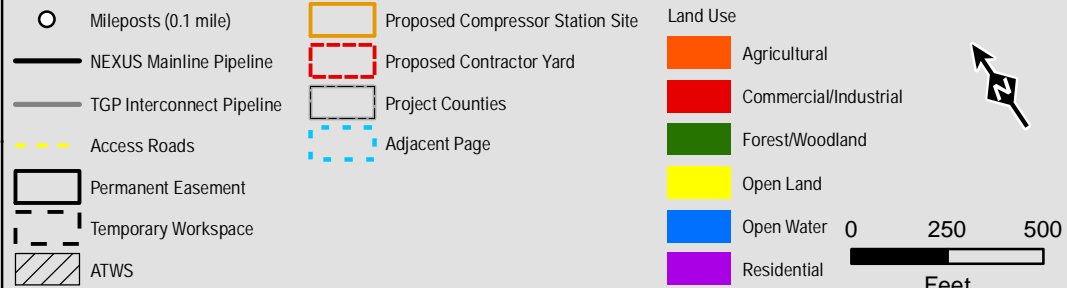 Mileposts (0.1 mile)
NEXUS Mainline Pipeline
TGP Interconnect Pipeline
Access Roads
Permanent Easement
Temporary Workspace
ATWS
Proposed Compressor Station Site
Proposed Contractor Yard
Project Counties
Adjacent Page
Land Use
Agricultural
Commercial/Industrial
Forest/Woodland
Open Land
Open Water
Residential
N
0 250 500
Feet